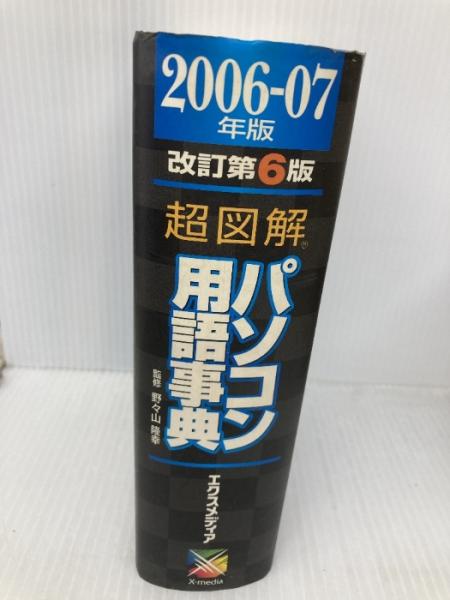 2006-07
年版
改訂第6版
超図解®
パソコン
用語事典
監修 野々山 隆幸
エクスメディア
X-media